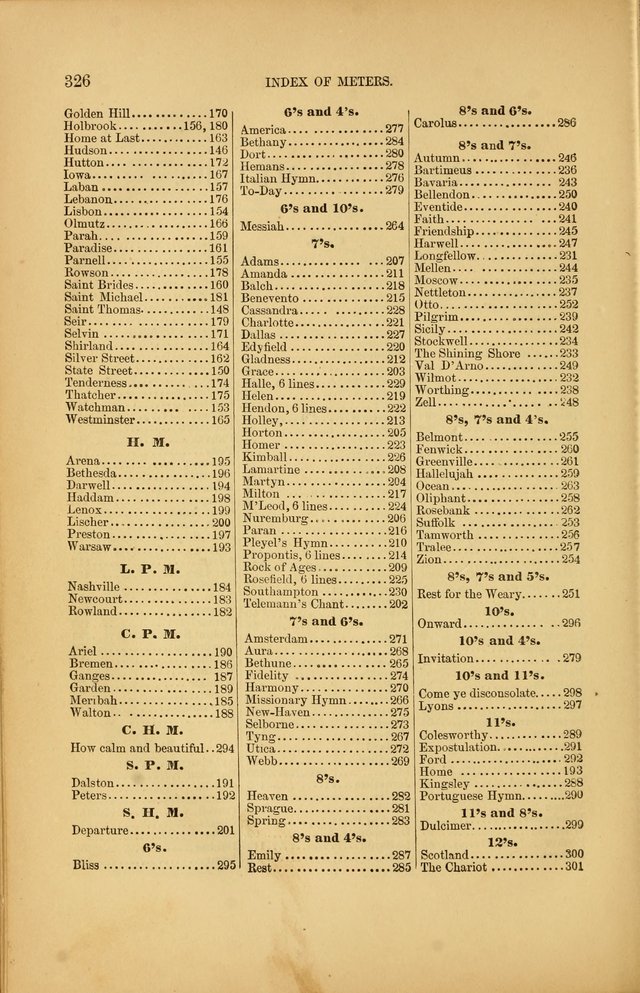 326
INDEX OF METERS.
Golden Hill............170
Holbrook..........156, 180
Home at Last...........163
Hudson.................146
Hutton.................172
Iowa...................167
Laban..................157
Lebanon................176
Lisbon.................154
Olmutz.................166
Parah..................159
Paradise...............161
Parnell................155
Rowson.................178
Saint Brides...........160
Saint Michael..........181
Saint Thomas...........148
Seir...................179
Selvin.................171
Shirland...............164
Silver Street..........162
State Street...........150
Tenderness.............174
Thatcher...............175
Watchman...............153
Westminster............165
H. M.
Arena..................195
Bethesda...............196
Darwell................194
Haddam.................198
Lenox..................199
Lischer................200
Preston................197
Warsaw.................193
L. P. M.
Nashville..............184
Newcourt...............183
Rowland................182
C. P. M.
Ariel..................190
Bremen.................186
Ganges.................187
Garden.................189
Meribah................185
Walton.................188
C. H. M.
How calm and beautiful..294
S. P. M.
Dalston................191
Peters.................192
S. H. M.
Departure..............201
6's.
Bliss..................295
6's and 4's.
America................277
Bethany................284
Dort...................280
Hemans.................278
Italian Hymn...........276
To-Day.................279
6's and 10's.
Messiah................264
7's.
Adams..................207
Amanda.................211
Balch..................218
Benevento..............215
Cassandra..............228
Charlotte..............221
Dallas.................227
Edyfield...............220
Gladness...............212
Grace..................203
Halle, 6 lines.........229
Helen..................219
Hendon, 6 lines........222
Holley,................213
Horton.................205
Homer..................223
Kimball................226
Lamartine..............208
Martyn.................204
Milton.................217
M'Leod, 6 lines........224
Nuremburg..............206
Paran..................216
Pleyel's Hymn..........210
Propontis, 6 lines.....214
Rock of Ages...........209
Rosefield, 6 lines.....225
Southampton............230
Telemann's Chant.......202
7's and 6's.
Amsterdam..............271
Aura...................268
Bethune................265
Fidelity...............274
Harmony................270
Missionary Hymn........266
New-Haven..............275
Selborne...............273
Tyng...................267
Utica..................272
Webb...................269
8's.
Heaven.................282
Sprague................281
Spring.................283
8's and 4's.
Emily..................287
Rest...................285
8's and 6's.
Carolus................286
8's and 7's.
Autumn.................246
Bartimeus..............236
Bavaria................243
Bellendon..............250
Eventide...............240
Faith..................241
Friendship.............245
Harwell................247
Longfellow.............231
Mellen.................244
Moscow.................235
Nettleton..............237
Otto...................252
Pilgrim................239
Sicily.................242
Stockwell..............234
The Shining Shore......233
Val D'Arno.............249
Wilmot.................232
Worthing...............238
Zell...................248
8's, 7's and 4's.
Belmont................255
Fenwick................260
Greenville.............261
Hallelujah.............259
Ocean..................263
Oliphant...............258
Rosebank...............262
Suffolk................253
Tamworth...............256
Tralee.................257
Zion...................254
8's, 7's and 5's.
Rest for the Weary.....251
10's.
Onward.................296
10's and 4's.
Invitation.............279
10's and 11's.
Come ye disconsolate....298
Lyons..................297
11's.
Colesworthy............289
Expostulation..........291
Ford...................292
Home...................193
Kingsley...............288
Portuguese Hymn........290
11's and 8's.
Dulcimer...............299
12's.
Scotland...............300
The Chariot............301